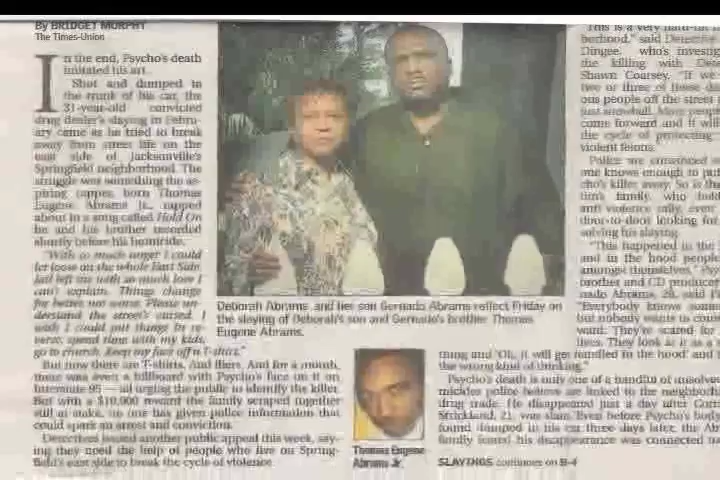 By BRIDGET MURPHY
The Times-Union
In the end, Psycho's death
imitated his art.
Shot and dumped in
the trunk of his car, the
31-year-old convicted
drug dealer's slaying in Febru-
ary came as he tried to break
away from street life on the
east side of Jacksonville's
Springfield neighborhood. The
struggle was something the as-
piring rapper, born Thomas
Eugene Abrams Jr., rapped
about in a song called Hold On
he and his brother recorded
shortly before his homicide.
"With so much anger I could
let loose on the whole East Side,
still left me with so much love I
can't explain. Things change
for better not worse. Please un-
derstand the street's cursed. I
wish I could put things in re-
verse, spend time with my kids,
go to church. Keep my face off a T-shirt."
But now there are T-shirts. And fliers. And for a month,
there was even a billboard with Psycho's face on it on
Interstate 95 — all urging the public to identify the killer.
But with a $10,000 reward the family scraped together
still at stake, no one has given police information that
could spark an arrest and conviction.
Detectives issued another public appeal this week, say-
ing they need the help of people who live on Spring-
field's east side to break the cycle of violence.
Deborah Abrams and her son Gernado Abrams reflect Friday on
the slaying of Deborah's son and Gernado's brother Thomas
Eugene Abrams.
Thomas Eugene
Abrams Jr.
This is a very
borhood," said Detective
Dingee, who's investig
the killing with Dete
Shawn Coarsey. "If we
two or three of these
ous people off the street
just snowball. More people
come forward and it will
the cycle of protecting
violent felons.
Police are convinced
one knows enough to put
cho's killer away. So is the
tim's family, who held
anti violence rally, even
door-to-door looking for
solving his slaying.
"This happened in the
and in the hood people
amongst themselves," Psy
brother and CD producer
nado Abrams, 28, said
"Everybody knows some
but nobody wants to come
ward. They're scared for
lives. They look at it as a
thing and 'Oh, it will get handled in the hood' and
the wrong kind of thinking."
Psycho's death is only one of a handful of unsolved
micides police believe are linked to the neighborh
drug trade. He disappeared just a day after
Strickland, 21, was slain. Even before Psycho's body
found dumped in his car three days later, the Ab
family feared his disappearance was connected
SLAYINGS continues on B-4